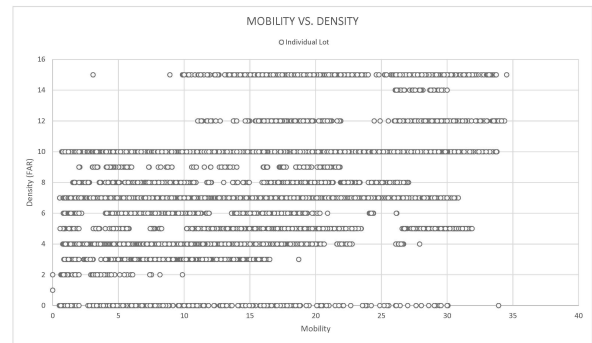 MOBILITY VS. DENSITY
Individual Lot
16
14
12
10
8
6
4
2
0
Density (FAR)
0 5 10 15 20 25 30 35 40
Mobility